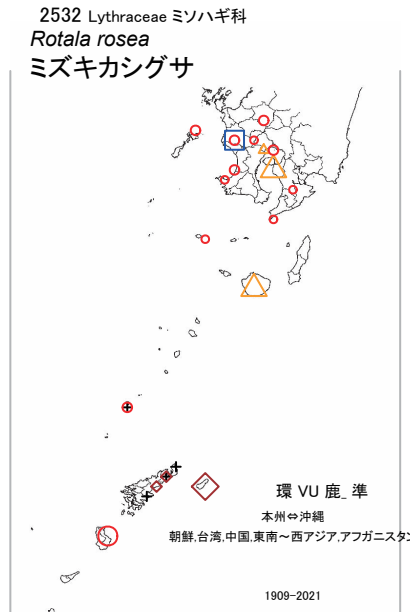 2532 Lythraceae ミソハギ科
Rotala rosea
ミズキカシグサ
環 VU 鹿_準
本州⇔沖縄
朝鮮,台湾,中国,東南～西アジア,アフガニスタン
1909-2021